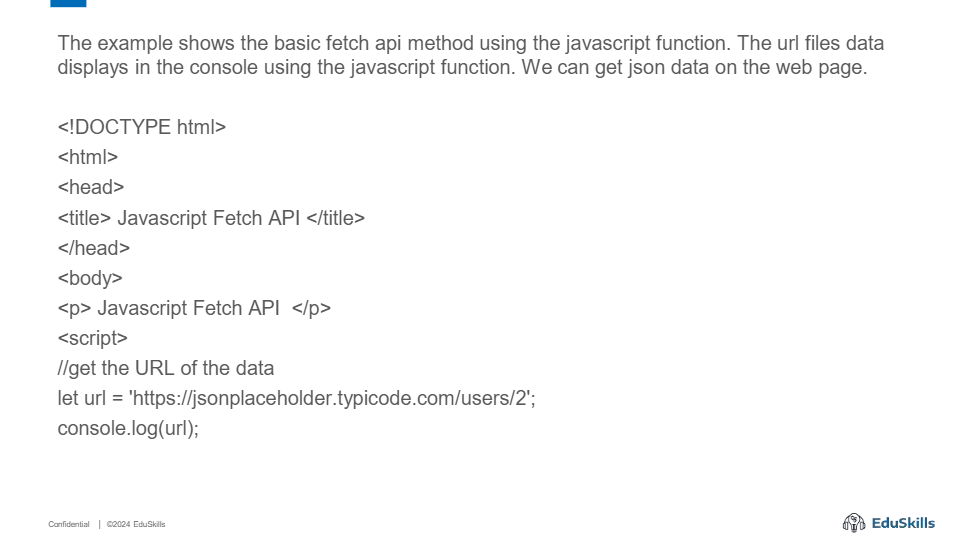 The example shows the basic fetch api method using the javascript function. The url files data
displays in the console using the javascript function. We can get json data on the web page.
<!DOCTYPE html>
<html>
<head>
<title> Javascript Fetch API </title>
</head>
<body>
<p> Javascript Fetch API  </p>
<script>
//get the URL of the data
let url = 'https://jsonplaceholder.typicode.com/users/2';
console.log(url);
Confidential | ©2024 EduSkills
EduSkills